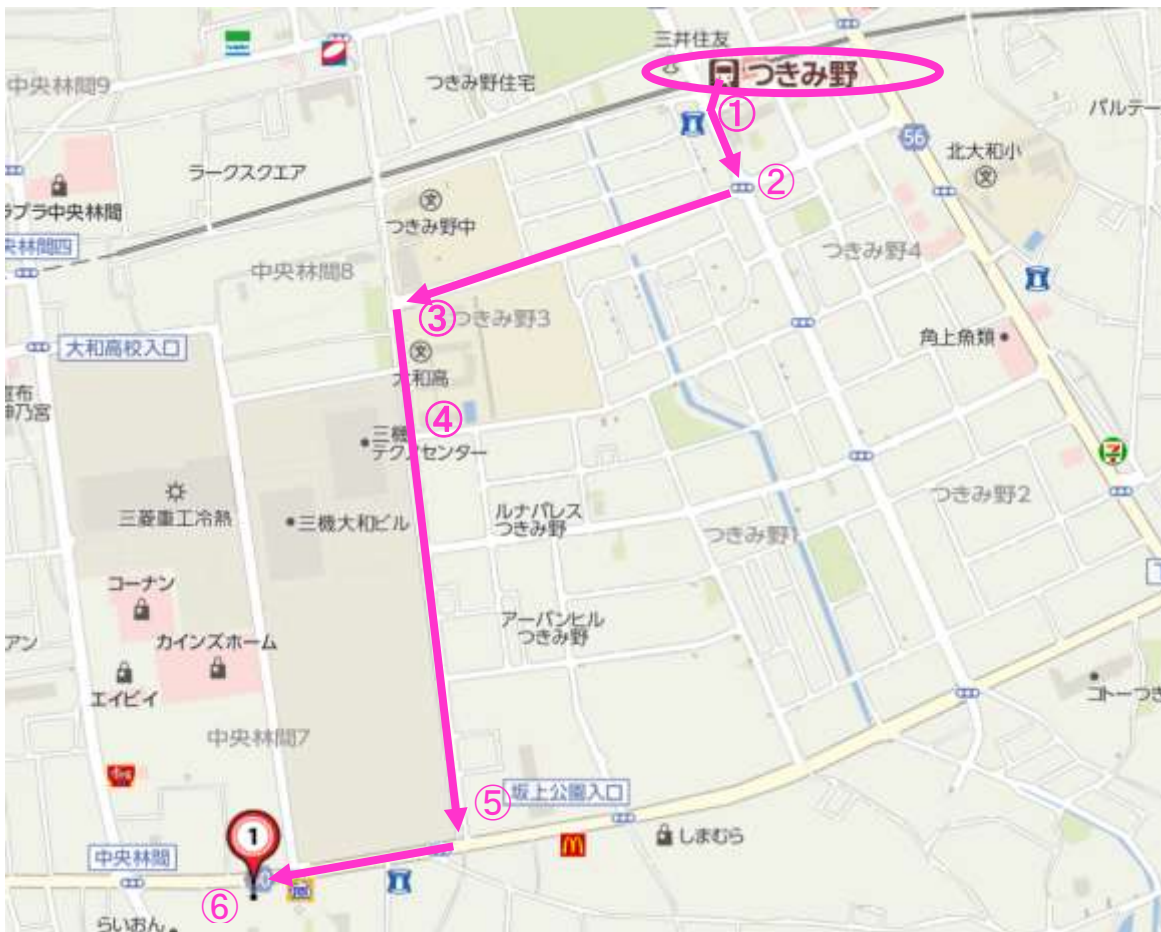 三井住友
つきみ野
①
中央林間9
つきみ野住宅
パルテー
56
北大和小
文
ラークスクエア
②
ラプラ中央林間
文
つきみ野中
央林間四
中央林間8
つきみ野4
③
つきみ野3
大和高校入口
文
大和高
角上魚類
④
三機
テクノセンター
つきみ野2
三菱重工冷熱
三機大和ビル
ルナパレス
つきみ野
つきみ野1
コーナン
アーバンヒル
つきみ野
アン
カインズホーム
エイビイ
コトーつき
中央林間7
⑤
坂上公園入口
1
しまむら
中央林間
⑥
らいおん